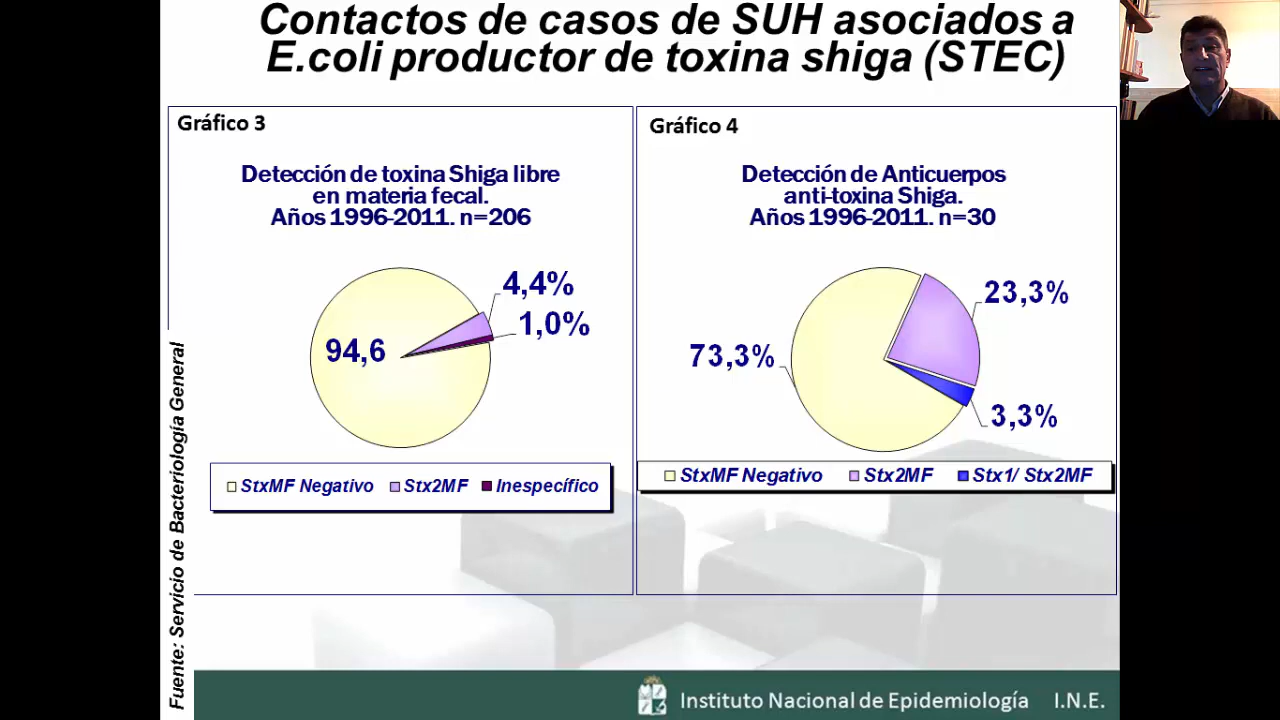 Contactos de casos de SUH asociados a
E.coli productor de toxina shiga (STEC)
Gráfico 3
Detección de toxina Shiga libre
en materia fecal.
Años 1996-2011. n=206
4,4%
1,0%
94,6
StxMF Negativo Stx2MF Inespecífico
Gráfico 4
Detección de Anticuerpos
anti-toxina Shiga.
Años 1996-2011. n=30
23,3%
73,3%
3,3%
StxMF Negativo Stx2MF Stx1/ Stx2MF
Fuente: Servicio de Bacteriología General
Instituto Nacional de Epidemiología I.N.E.